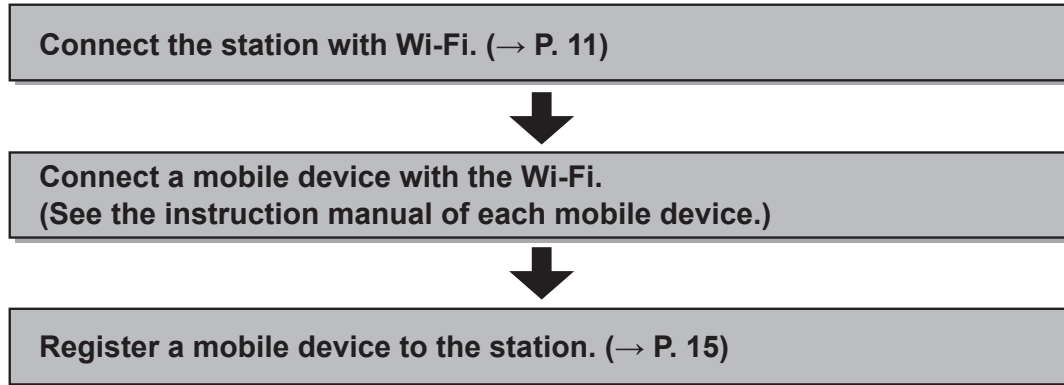 Connect the station with Wi-Fi. (→ P. 11)
Connect a mobile device with the Wi-Fi.
(See the instruction manual of each mobile device.)
Register a mobile device to the station. (→ P. 15)